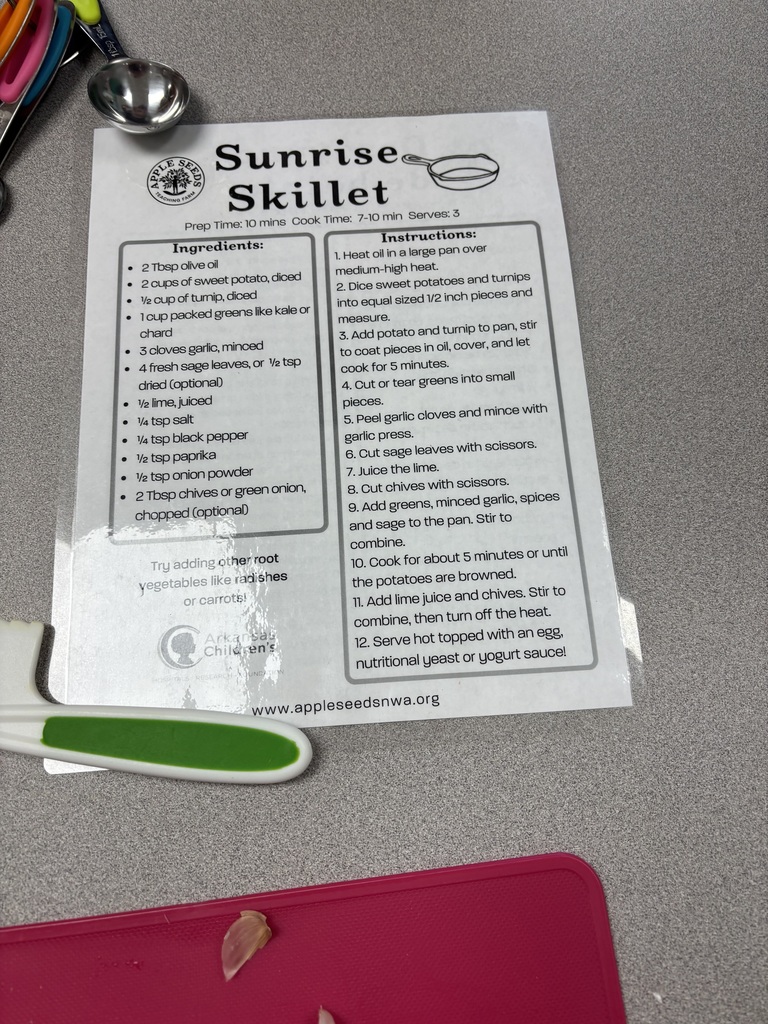 1 Tbsp 15mL
APPLE SEEDS
TEACHING FARM
Sunrise
Skillet
Prep Time: 10 mins Cook Time: 7-10 min Serves: 3
Ingredients:
• 2 Tbsp olive oil
• 2 cups of sweet potato, diced
• ½ cup of turnip, diced
• 1 cup packed greens like kale or
chard
• 3 cloves garlic, minced
• 4 fresh sage leaves, or ½ tsp
dried (optional)
• ½ lime, juiced
• ¼ tsp salt
• ¼ tsp black pepper
• ½ tsp paprika
• ½ tsp onion powder
• 2 Tbsp chives or green onion,
chopped (optional)
Try adding other root
vegetables like radishes
or carrots!
Arkansas
Children's
Instructions:
1. Heat oil in a large pan over
medium-high heat.
2. Dice sweet potatoes and turnips
into equal sized 1/2 inch pieces and
measure.
3. Add potato and turnip to pan, stir
to coat pieces in oil, cover, and let
cook for 5 minutes.
4. Cut or tear greens into small
pieces.
5. Peel garlic cloves and mince with
garlic press.
6. Cut sage leaves with scissors.
7. Juice the lime.
8. Cut chives with scissors.
9. Add greens, minced garlic, spices
and sage to the pan. Stir to
combine.
10. Cook for about 5 minutes or until
the potatoes are browned.
11. Add lime juice and chives. Stir to
combine, then turn off the heat.
12. Serve hot topped with an egg,
nutritional yeast or yogurt sauce!
www.appleseedsnwa.org